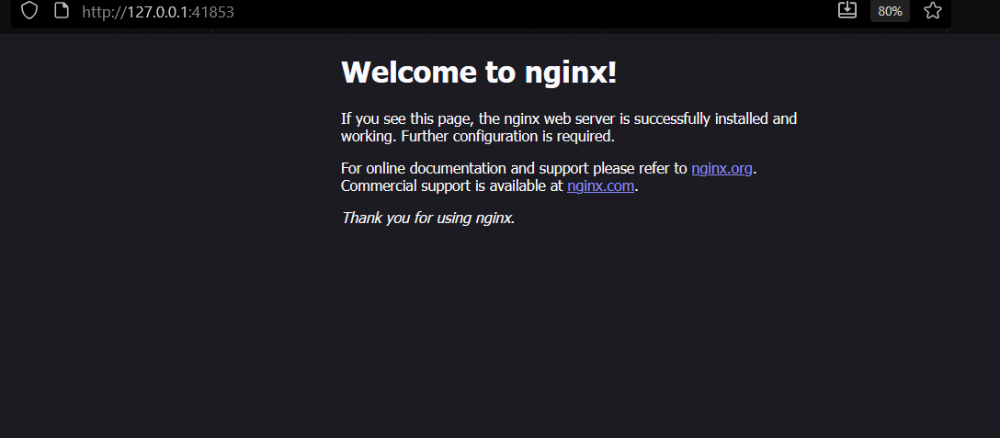 http://127.0.0.1:41853
80%
Welcome to nginx!
If you see this page, the nginx web server is successfully installed and
working. Further configuration is required.
For online documentation and support please refer to nginx.org.
Commercial support is available at nginx.com.
Thank you for using nginx.